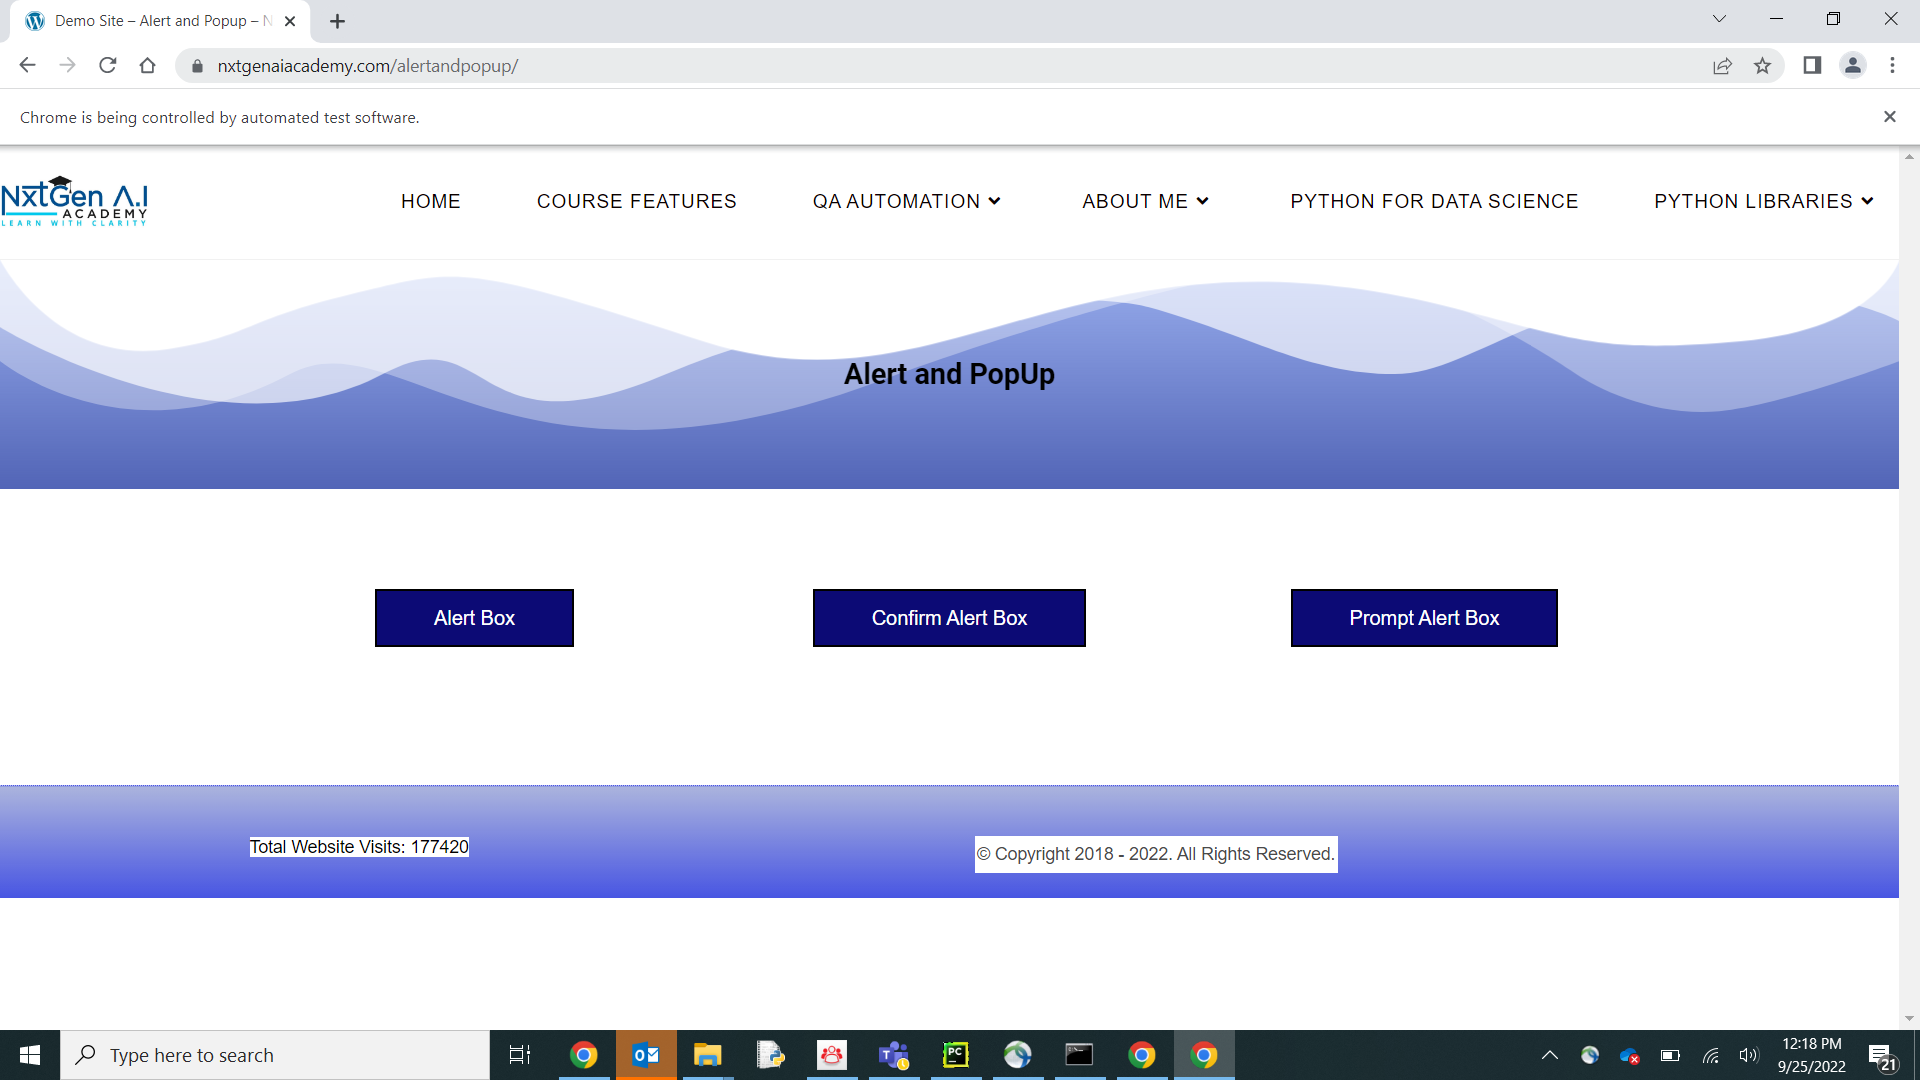 Demo Site – Alert and Popup – N
nxtgenaiacademy.com/alertandpopup/
Chrome is being controlled by automated test software.
NxtGen A.I
ACADEMY
LEARN WITH CLARITY
HOME
COURSE FEATURES
QA AUTOMATION
ABOUT ME
PYTHON FOR DATA SCIENCE
PYTHON LIBRARIES
Alert and PopUp
Alert Box
Confirm Alert Box
Prompt Alert Box
Total Website Visits: 177420
© Copyright 2018 - 2022. All Rights Reserved.
Type here to search
PC
12:18 PM
9/25/2022
21